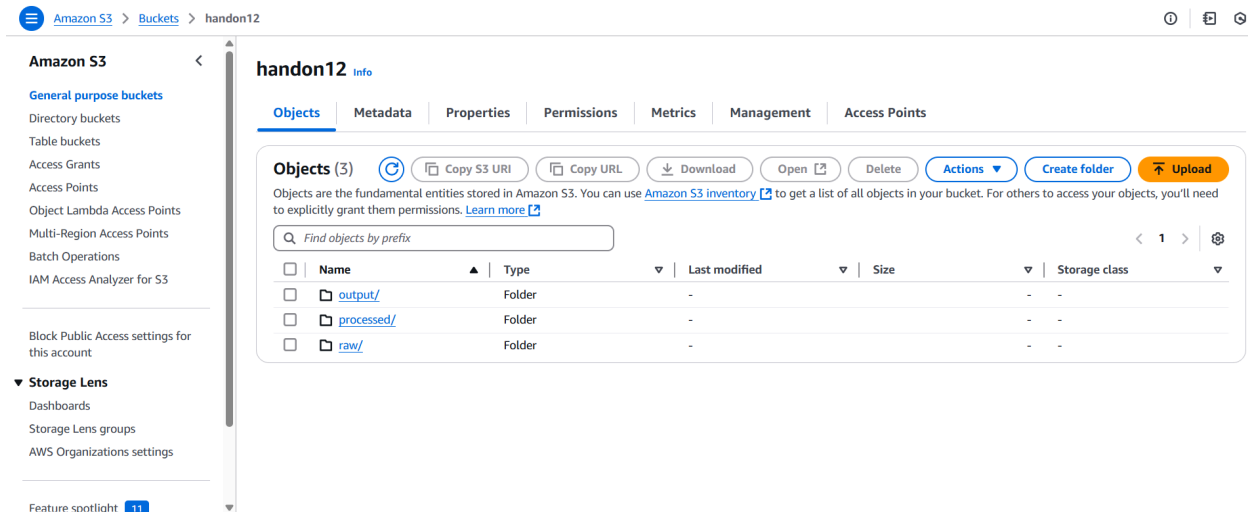 Amazon S3 > Buckets > handon12
Amazon S3
General purpose buckets
Directory buckets
Table buckets
Access Grants
Access Points
Object Lambda Access Points
Multi-Region Access Points
Batch Operations
IAM Access Analyzer for S3
Block Public Access settings for
this account
Storage Lens
Dashboards
Storage Lens groups
AWS Organizations settings
Feature spotlight 11
handon12 Info
Objects Metadata Properties Permissions Metrics Management Access Points
Objects (3) Copy S3 URI Copy URL Download Open Delete Actions Create folder Upload
Objects are the fundamental entities stored in Amazon S3. You can use Amazon S3 inventory to get a list of all objects in your bucket. For others to access your objects, you'll need
to explicitly grant them permissions. Learn more
Find objects by prefix < 1 >
Name Type Last modified Size Storage class
output/ Folder - - -
processed/ Folder - - -
raw/ Folder - - -